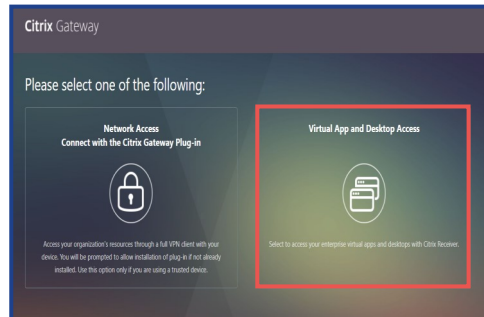 Citrix Gateway
Please select one of the following:
Network Access
Connect with the Citrix Gateway Plug-in
Access your organization's resources through a full VPN client with your
device. You will be prompted to allow installation of plug-in if not already
installed. Use this option only if you are using a trusted device.
Virtual App and Desktop Access
Select to access your enterprise virtual apps and desktops with Citrix Receiver.